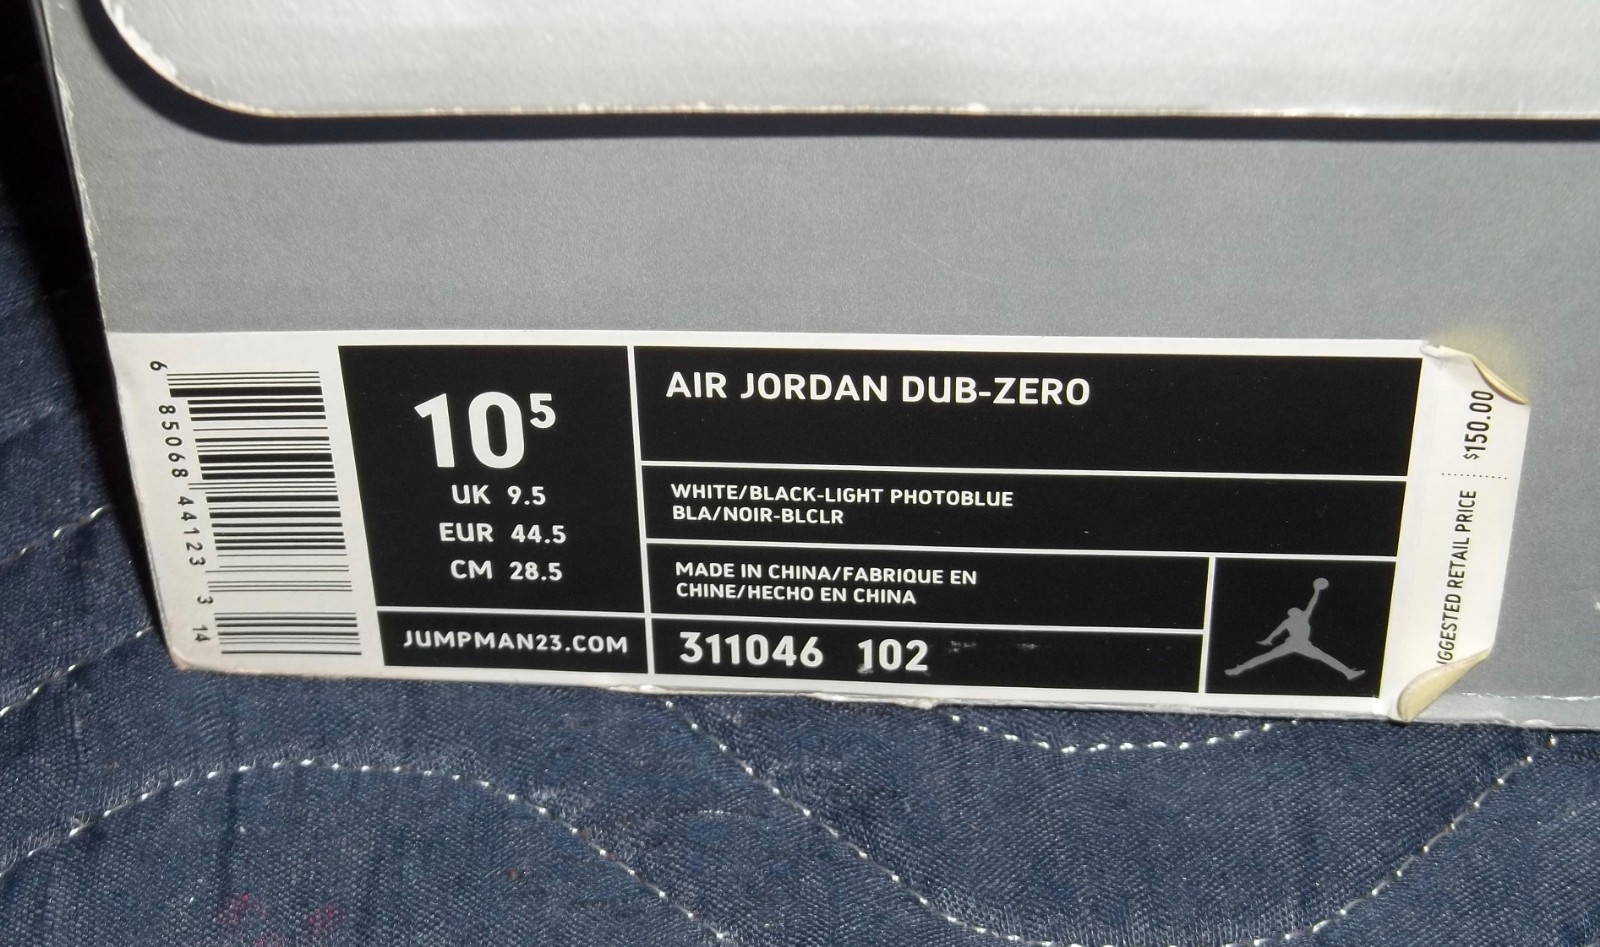 6 85068 44123 3 14
10⁵
UK 9.5
EUR 44.5
CM 28.5
JUMPMAN23.COM
AIR JORDAN DUB-ZERO
WHITE/BLACK-LIGHT PHOTOBLUE
BLA/NOIR-BLCLR
MADE IN CHINA/FABRIQUE EN
CHINE/HECHO EN CHINA
311046 102
UGGESTED RETAIL PRICE $150.00